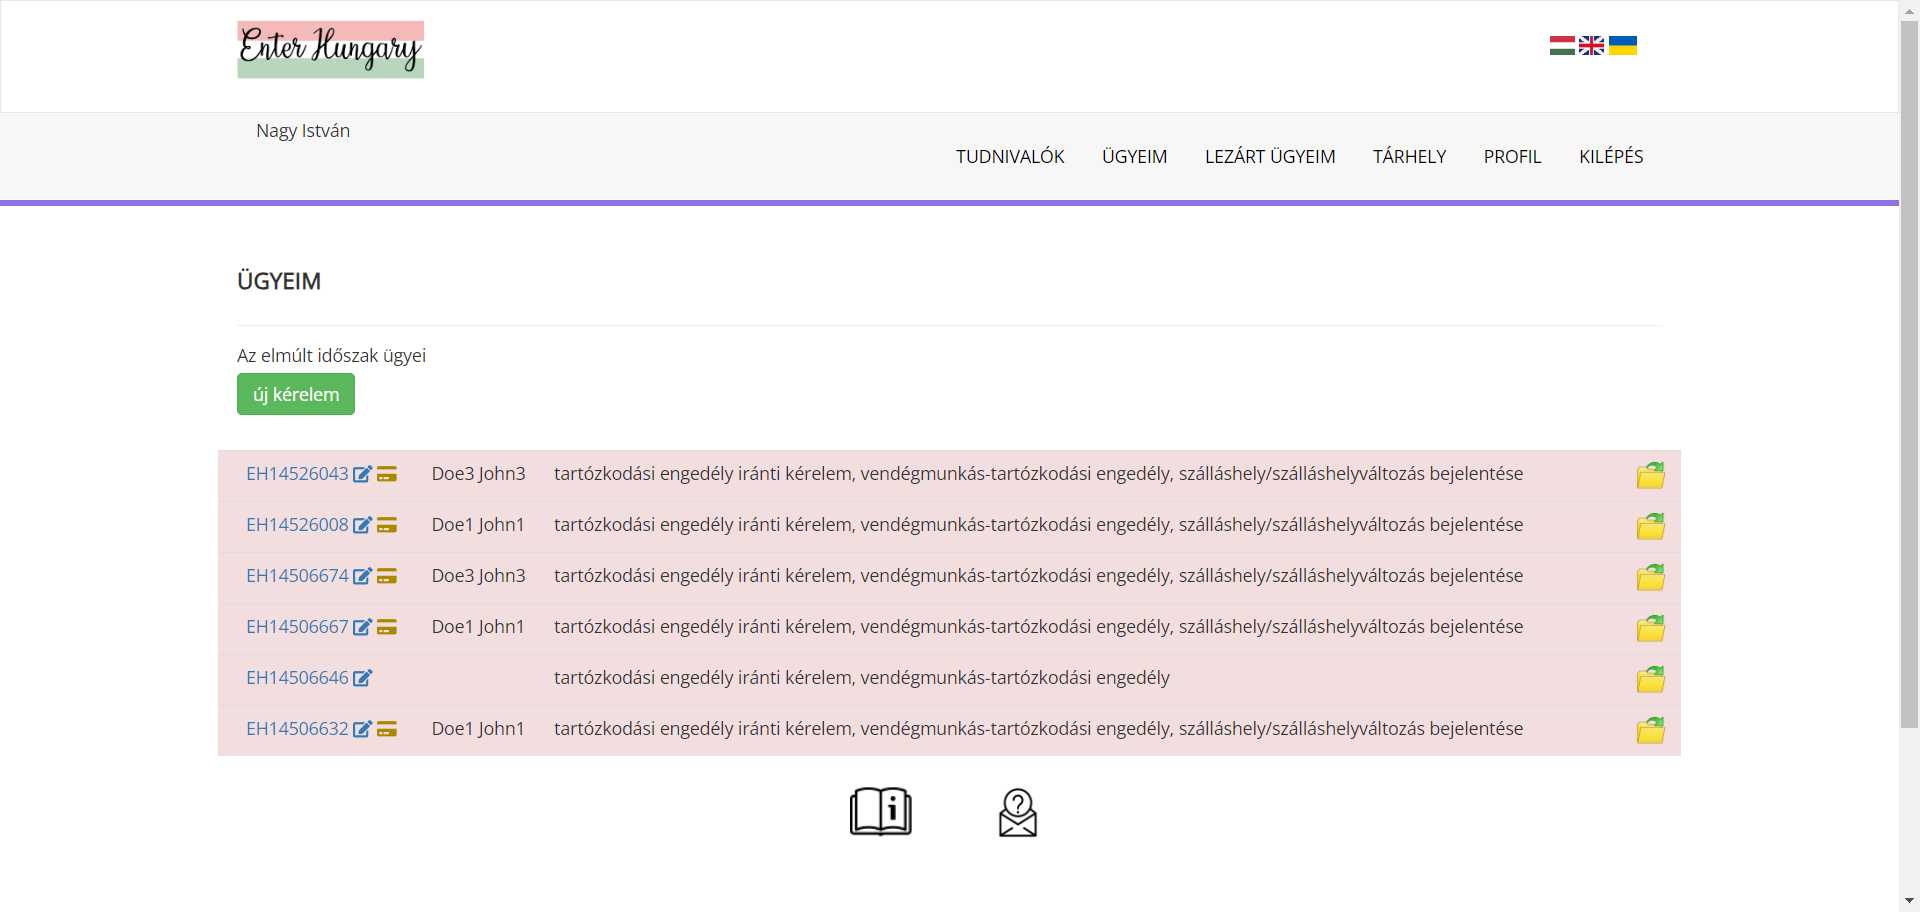 Enter Hungary
Nagy István
TUDNIVALÓK ÜGYEIM LEZÁRT ÜGYEIM TÁRHELY PROFIL KILÉPÉS
ÜGYEIM
Az elmúlt időszak ügyei
új kérelem
EH14526043 Doe3 John3 tartózkodási engedély iránti kérelem, vendégmunkás-tartózkodási engedély, szálláshely/szálláshelyváltozás bejelentése
EH14526008 Doe1 John1 tartózkodási engedély iránti kérelem, vendégmunkás-tartózkodási engedély, szálláshely/szálláshelyváltozás bejelentése
EH14506674 Doe3 John3 tartózkodási engedély iránti kérelem, vendégmunkás-tartózkodási engedély, szálláshely/szálláshelyváltozás bejelentése
EH14506667 Doe1 John1 tartózkodási engedély iránti kérelem, vendégmunkás-tartózkodási engedély, szálláshely/szálláshelyváltozás bejelentése
EH14506646 tartózkodási engedély iránti kérelem, vendégmunkás-tartózkodási engedély
EH14506632 Doe1 John1 tartózkodási engedély iránti kérelem, vendégmunkás-tartózkodási engedély, szálláshely/szálláshelyváltozás bejelentése